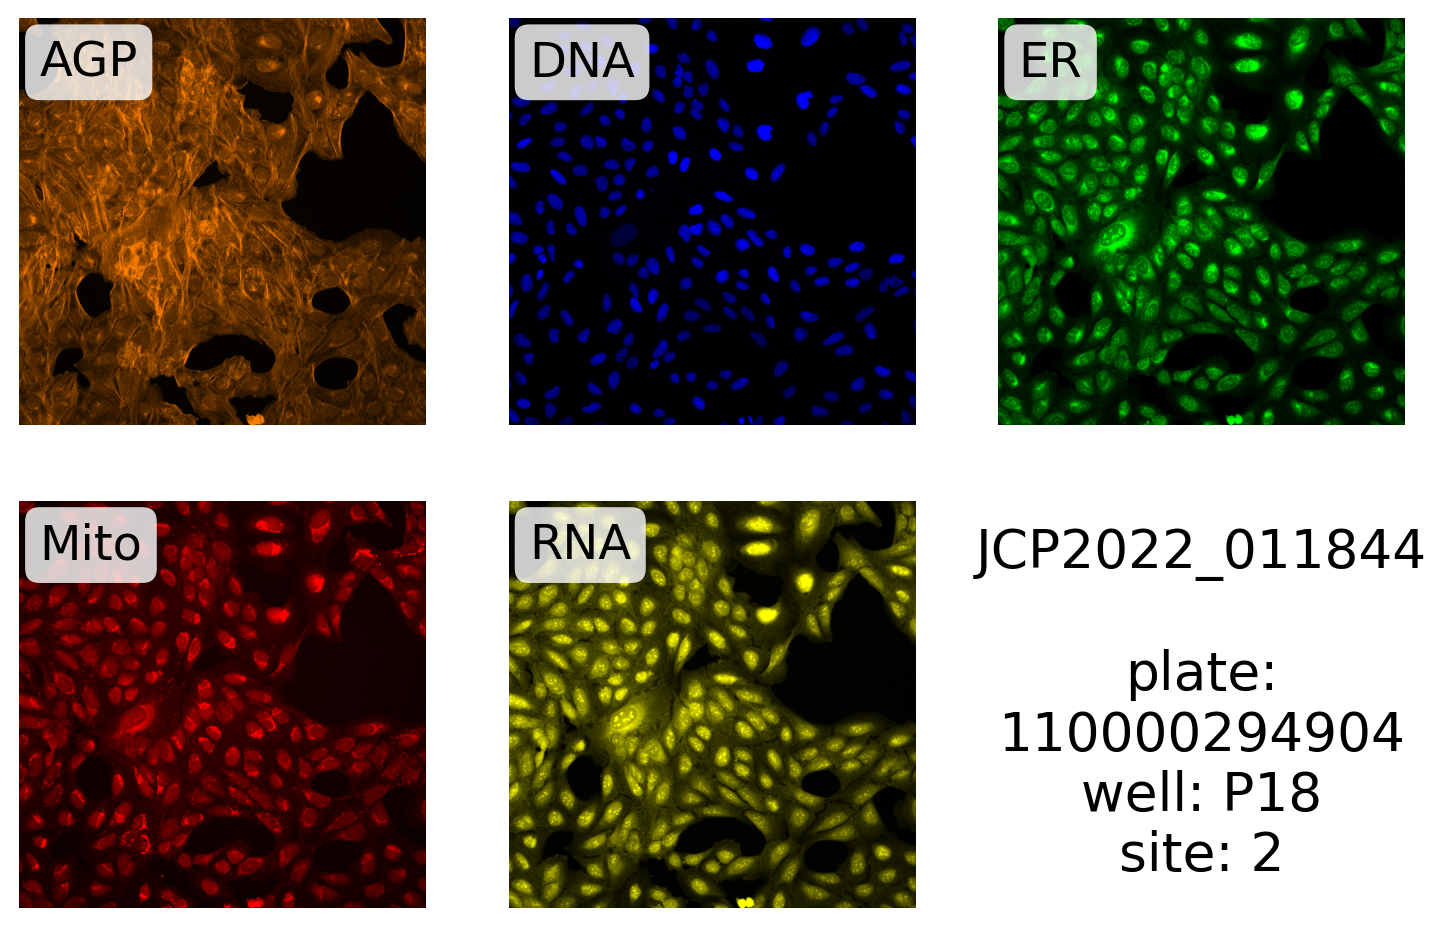 AGP
DNA
ER
Mito
RNA
JCP2022_011844
plate:
110000294904
well: P18
site: 2